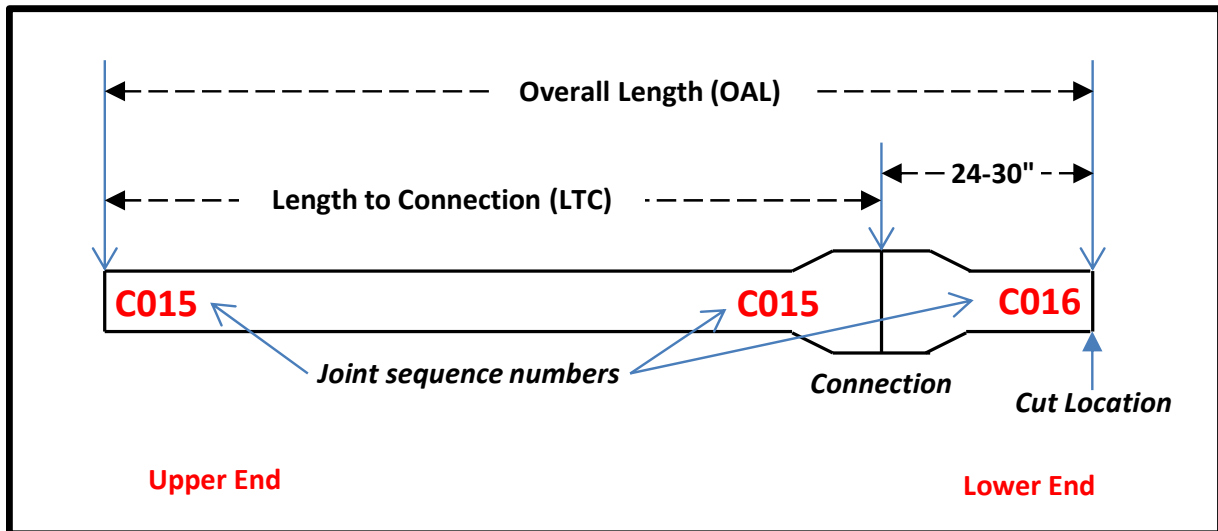 Overall Length (OAL)
24-30"
Length to Connection (LTC)
C015
C015
C016
Joint sequence numbers
Connection
Cut Location
Upper End
Lower End